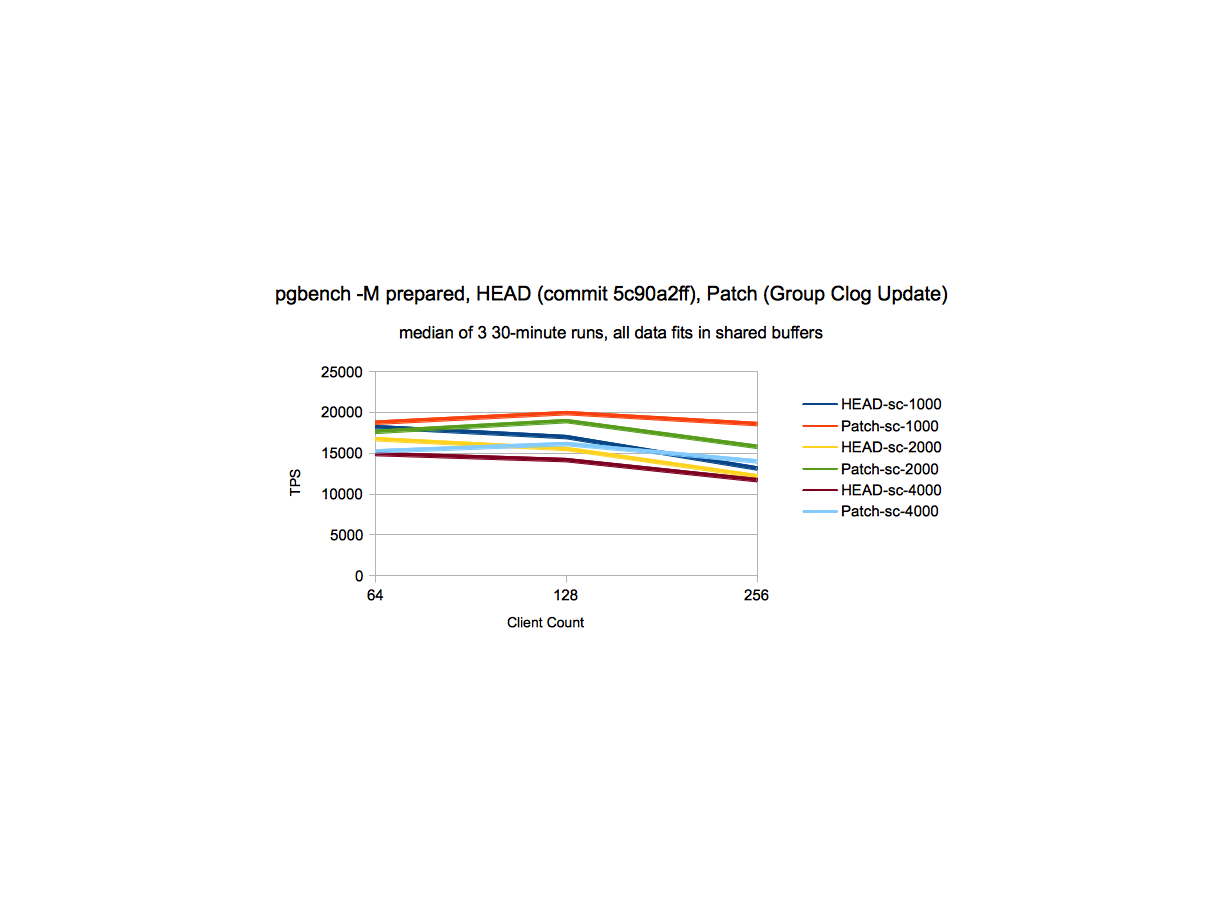 pgbench -M prepared, HEAD (commit 5c90a2ff), Patch (Group Clog Update)
median of 3 30-minute runs, all data fits in shared buffers
25000
20000
15000
10000
5000
0
TPS
64
128
256
Client Count
HEAD-sc-1000
Patch-sc-1000
HEAD-sc-2000
Patch-sc-2000
HEAD-sc-4000
Patch-sc-4000